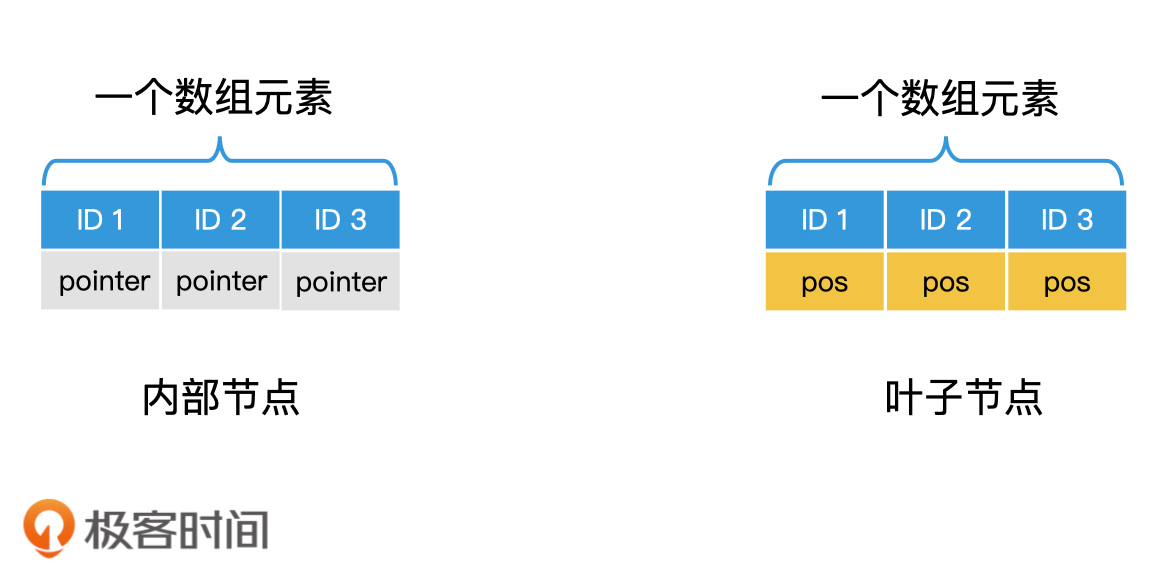 一个数组元素
ID 1 ID 2 ID 3
pointer pointer pointer
内部节点
一个数组元素
ID 1 ID 2 ID 3
pos pos pos
叶子节点
极客时间